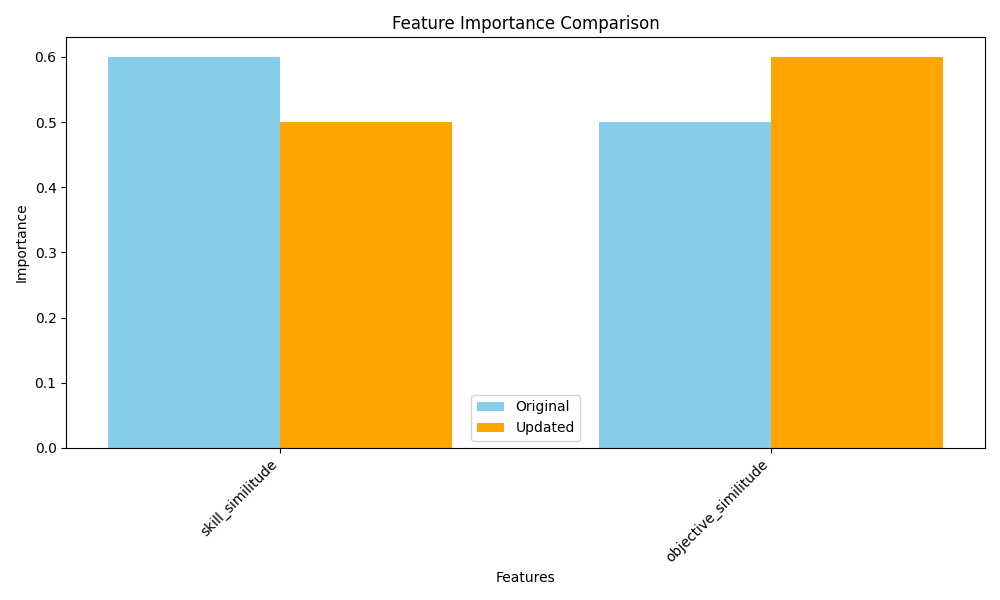 Feature Importance Comparison
Importance
0.6
0.5
0.4
0.3
0.2
0.1
0.0
Original
Updated
skill_similitude
objective_similitude
Features